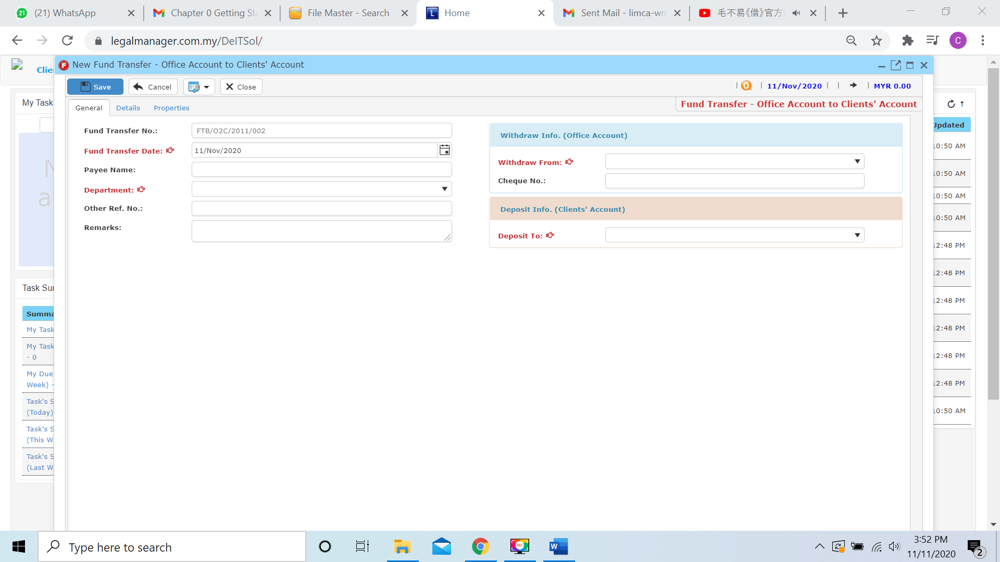 (21) WhatsApp
Chapter 0 Getting Sta
File Master - Search
Home
Sent Mail - limca-wm
毛不易《借》官方
legalmanager.com.my/DeITSol/
C
Clie
New Fund Transfer - Office Account to Clients' Account
Save
Cancel
Close
11/Nov/2020
MYR 0.00
My Task
General
Details
Properties
Fund Transfer - Office Account to Clients' Account
Fund Transfer No.:
FTB/O2C/2011/002
Fund Transfer Date:
11/Nov/2020
Payee Name:
Department:
Other Ref. No.:
Remarks:
Withdraw Info. (Office Account)
Withdraw From:
Cheque No.:
Deposit Info. (Clients' Account)
Deposit To:
Updated
10:50 AM
10:50 AM
10:50 AM
10:50 AM
12:48 PM
12:48 PM
12:48 PM
12:48 PM
12:48 PM
12:48 PM
10:50 AM
Task Su
Summa
My Task
My Task
- 0
My Due
Week) -
Task's S
(Today)
Task's S
(This W
Task's S
(Last W
Type here to search
3:52 PM
11/11/2020
2